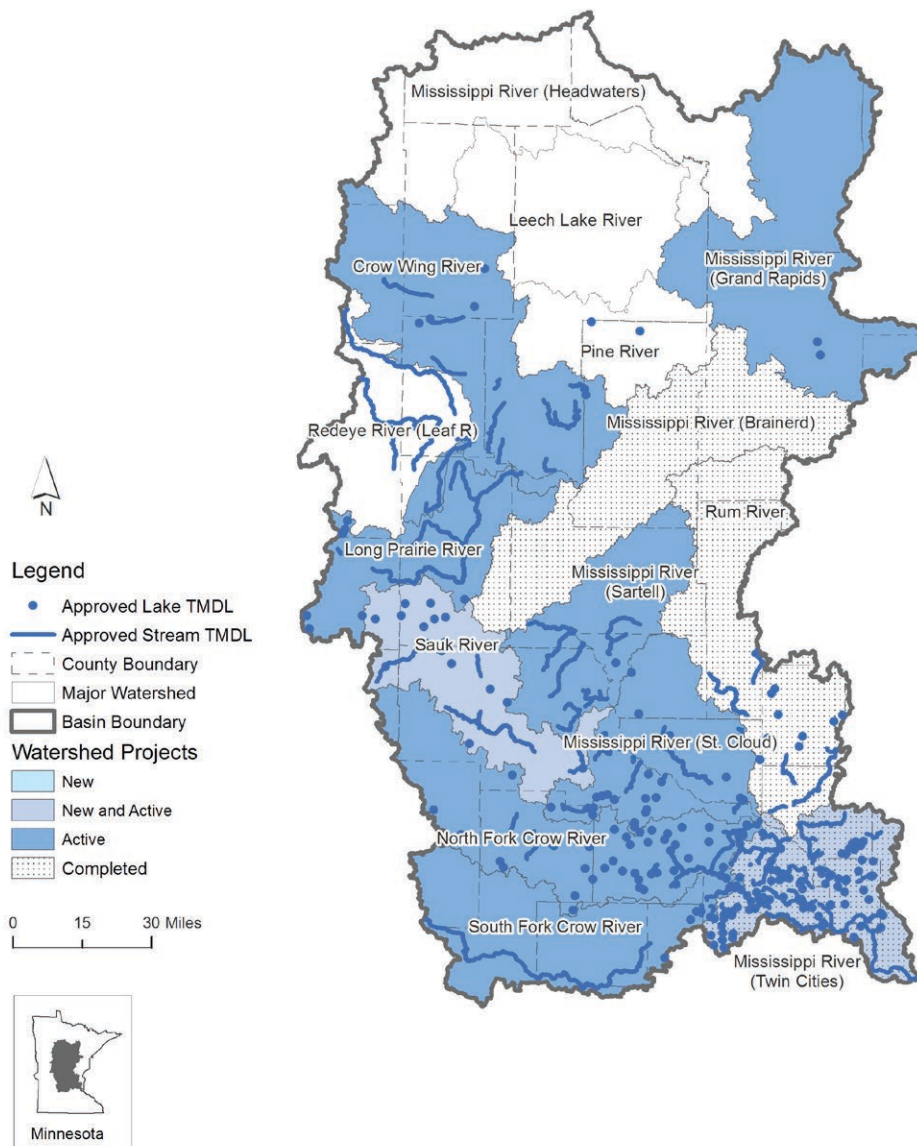 Mississippi River (Headwaters)
Leech Lake River
Crow Wing River
Mississippi River
(Grand Rapids)
Pine River
Redeye River (Leaf R)
Mississippi River (Brainerd)
Rum River
N
Long Prairie River
Mississippi River
(Sartell)
Sauk River
Mississippi River (St. Cloud)
North Fork Crow River
South Fork Crow River
Mississippi River
(Twin Cities)
Legend
Approved Lake TMDL
Approved Stream TMDL
County Boundary
Major Watershed
Basin Boundary
Watershed Projects
New
New and Active
Active
Completed
0 15 30 Miles
Minnesota